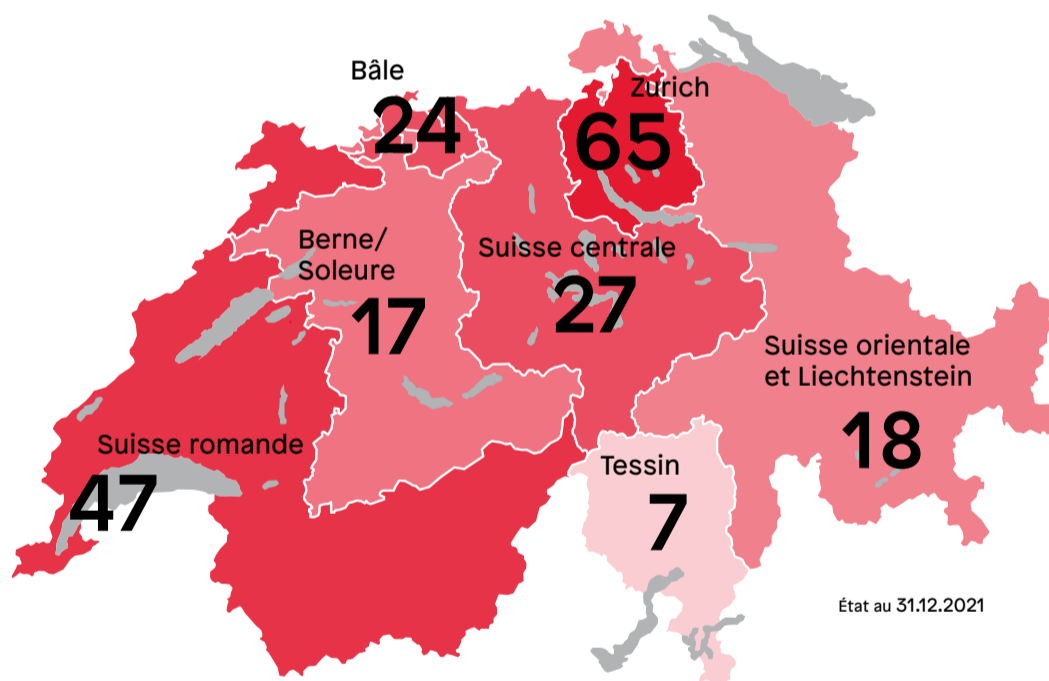 Bâle
24
Zurich
65
Berne/
Soleure
17
Suisse centrale
27
Suisse orientale
et Liechtenstein
18
Suisse romande
47
Tessin
7
État au 31.12.2021